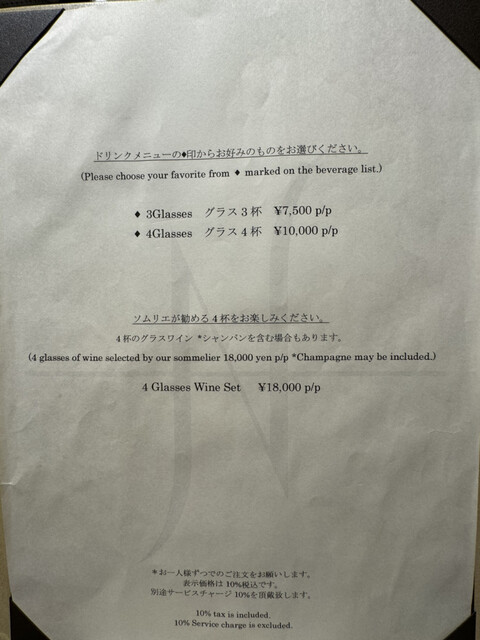 ドリンクメニューの♦印からお好みのものをお選びください。
(Please choose your favorite from ♦ marked on the beverage list.)
♦ 3Glasses グラス3杯 ¥7,500 p/p
♦ 4Glasses グラス4杯 ¥10,000 p/p
ソムリエが勧める4杯をお楽しみください。
4杯のグラスワイン *シャンパンを含む場合もあります。
(4 glasses of wine selected by our sommelier 18,000 yen p/p *Champagne may be included.)
4 Glasses Wine Set ¥18,000 p/p
*お一人様ずつでのご注文をお願いします。
表示価格は10%税込です。
別途サービスチャージ10%を頂戴致します。
10% tax is included.
10% Service charge is excluded.